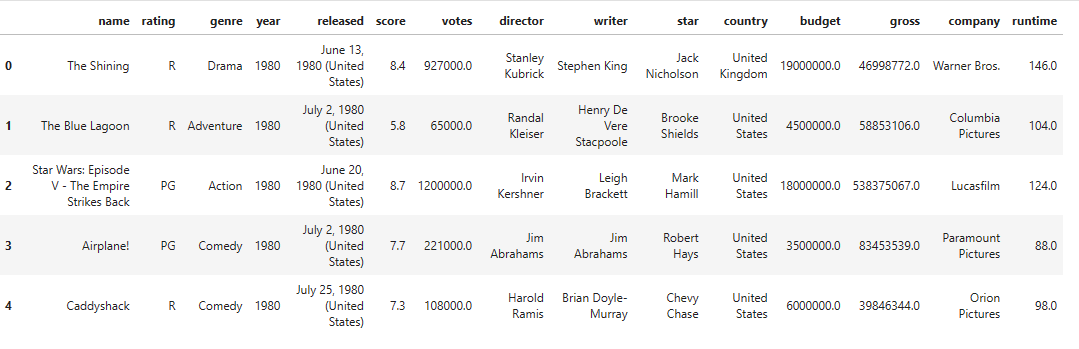 name rating genre year released score votes director writer star country budget gross company runtime
0 The Shining R Drama 1980 June 13, 1980 (United States) 8.4 927000.0 Stanley Kubrick Stephen King Jack Nicholson United Kingdom 19000000.0 46998772.0 Warner Bros. 146.0
1 The Blue Lagoon R Adventure 1980 July 2, 1980 (United States) 5.8 65000.0 Randal Kleiser Henry De Vere Stacpoole Brooke Shields United States 4500000.0 58853106.0 Columbia Pictures 104.0
2 Star Wars: Episode V - The Empire Strikes Back PG Action 1980 June 20, 1980 (United States) 8.7 1200000.0 Irvin Kershner Leigh Brackett Mark Hamill United States 18000000.0 538375067.0 Lucasfilm 124.0
3 Airplane! PG Comedy 1980 July 2, 1980 (United States) 7.7 221000.0 Jim Abrahams Jim Abrahams Robert Hays United States 3500000.0 83453539.0 Paramount Pictures 88.0
4 Caddyshack R Comedy 1980 July 25, 1980 (United States) 7.3 108000.0 Harold Ramis Brian Doyle-Murray Chevy Chase United States 6000000.0 39846344.0 Orion Pictures 98.0